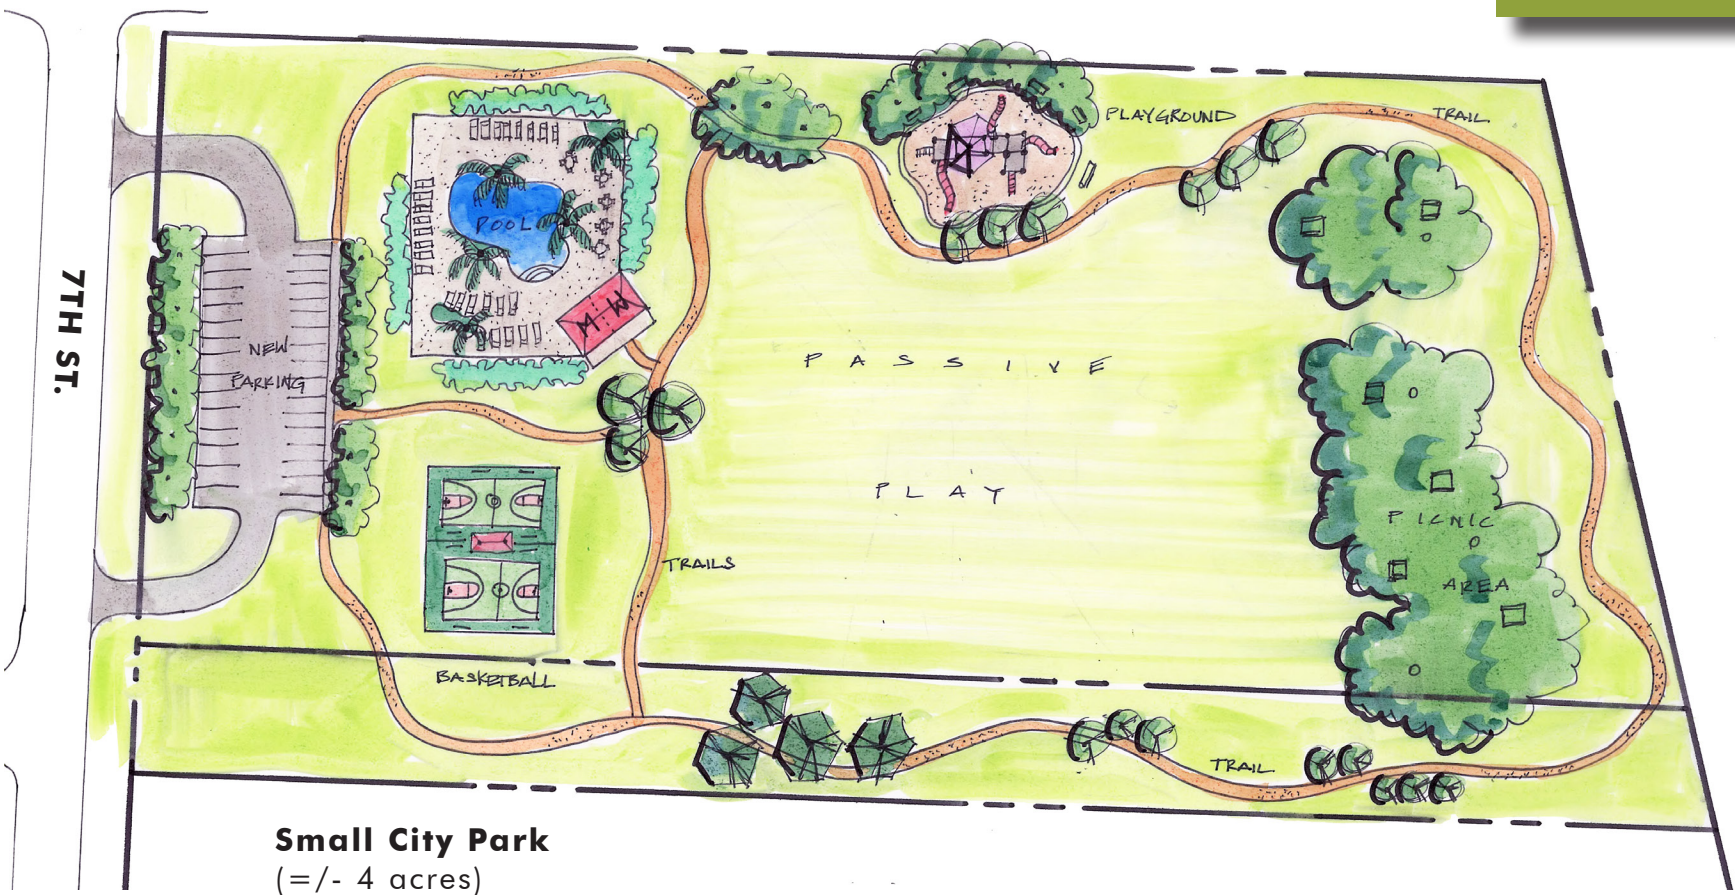 PLAYGROUND
TRAIL
POOL
M W
7TH ST.
NEW
PARKING
PASSIVE
PLAY
PICNIC
AREA
TRAILS
BASKETBALL
TRAIL
Small City Park
(=/- 4 acres)